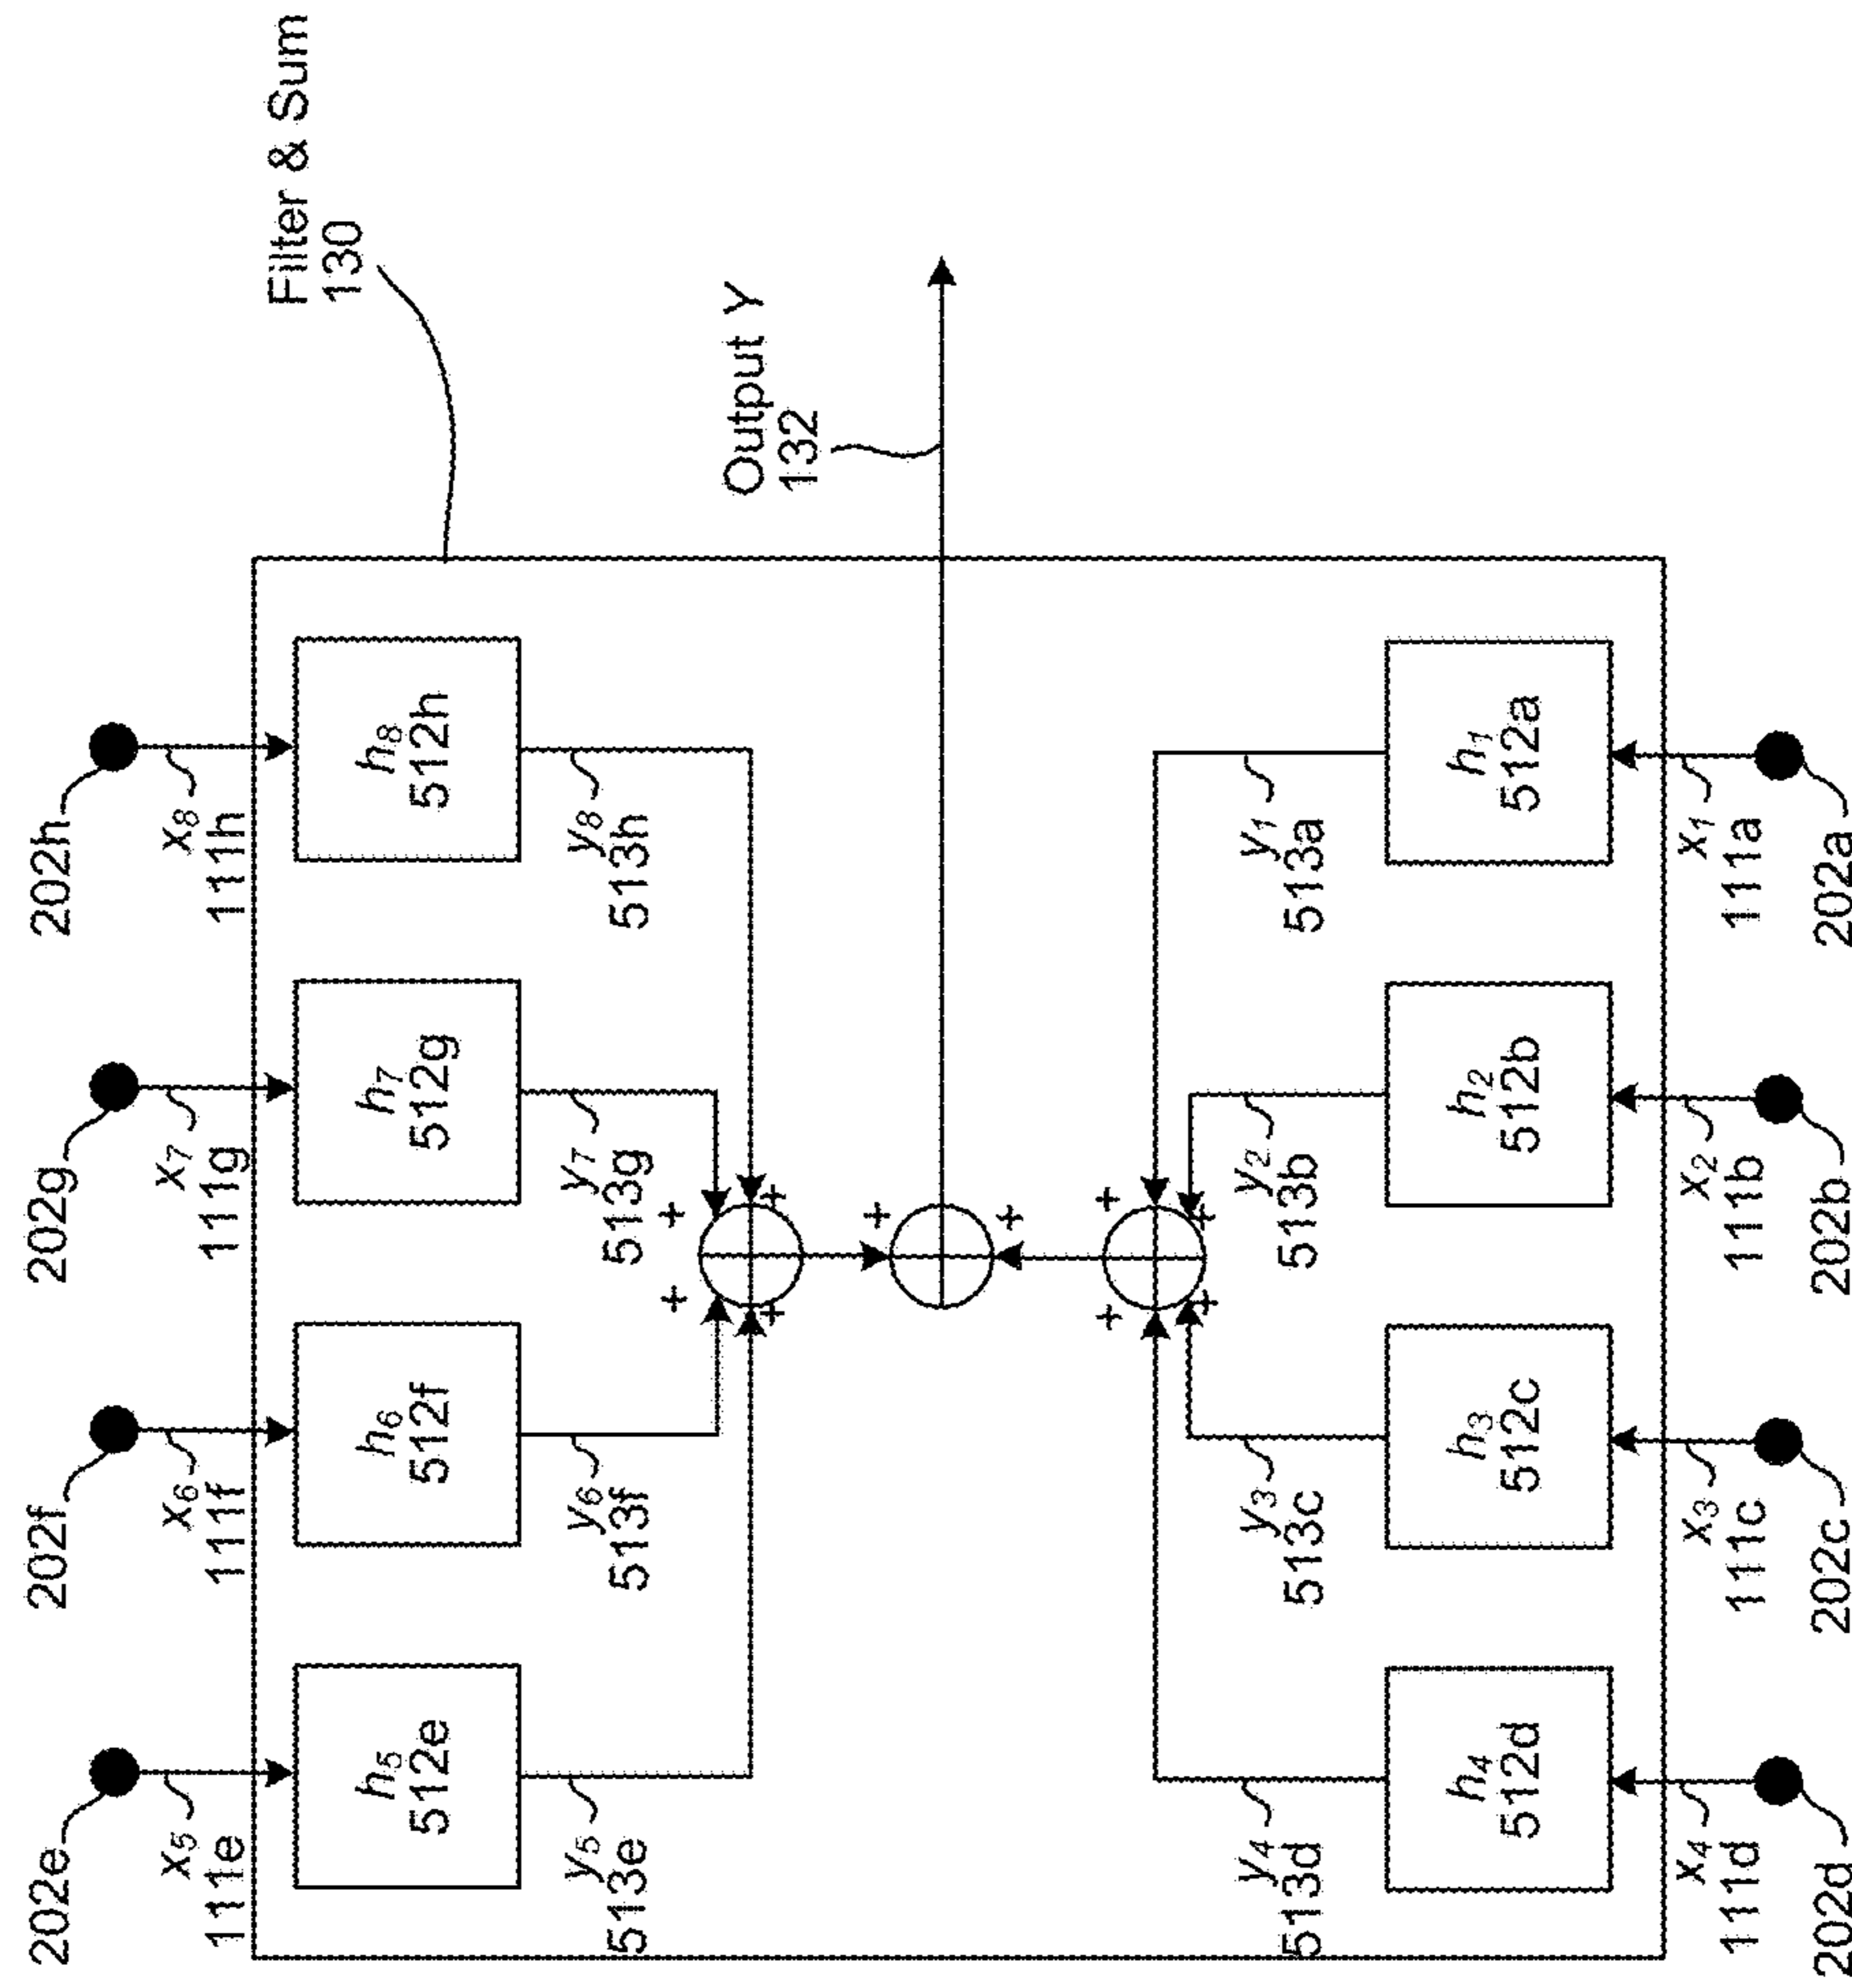 Filter & Sum
130
Output Y
132
202e
202f
202g
202h
x5
111e
x6
111f
x7
111g
x8
111h
h5
512e
h6
512f
h7
512g
h8
512h
y5
513e
y6
513f
y7
513g
y8
513h
+
+
+
+
+
+
+
+
+
+
y4
513d
y3
513c
y2
513b
y1
513a
h4
512d
h3
512c
h2
512b
h1
512a
x4
111d
x3
111c
x2
111b
x1
111a
202d
202c
202b
202a